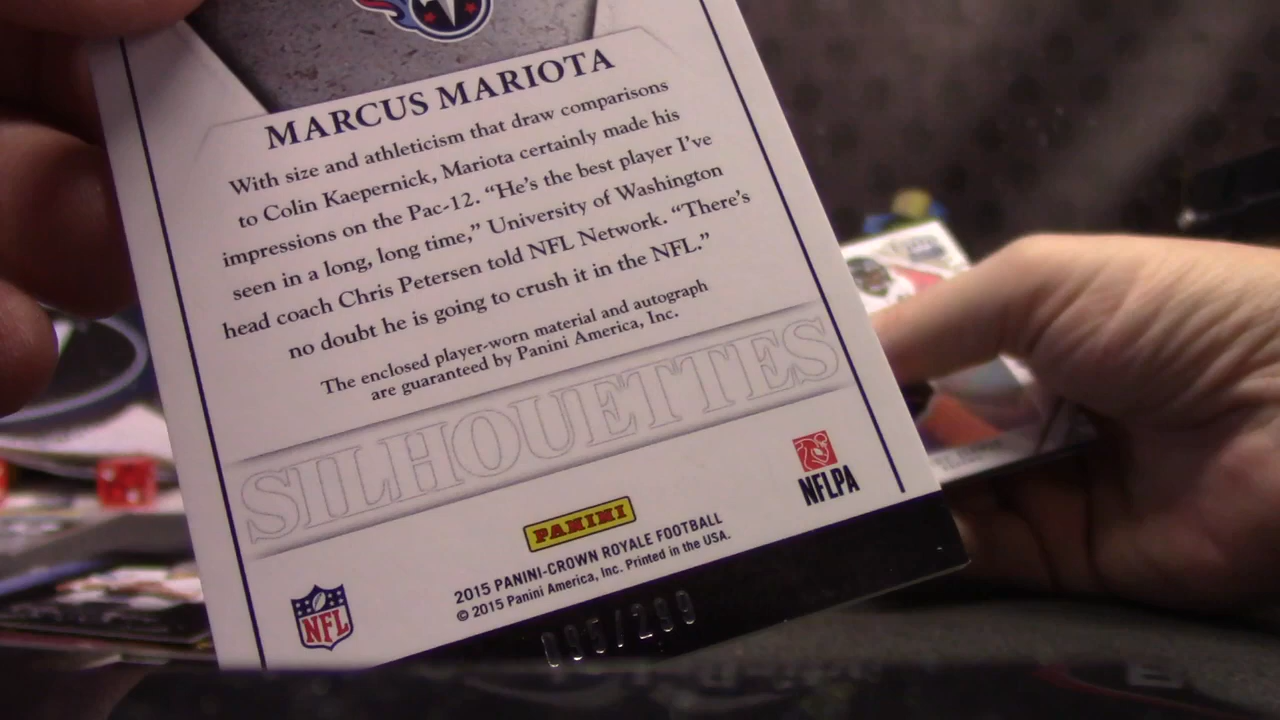 MARCUS MARIOTA
With size and athleticism that draw comparisons
to Colin Kaepernick, Mariota certainly made his
impressions on the Pac-12. “He’s the best player I’ve
seen in a long, long time,” University of Washington
head coach Chris Petersen told NFL Network. “There’s
no doubt he is going to crush it in the NFL.”
The enclosed player-worn material and autograph
are guaranteed by Panini America, Inc.
SILHOUETTES
NFLPA
PANINI
2015 PANINI-CROWN ROYALE FOOTBALL
© 2015 Panini America, Inc. Printed in the USA.
NFL
095/299